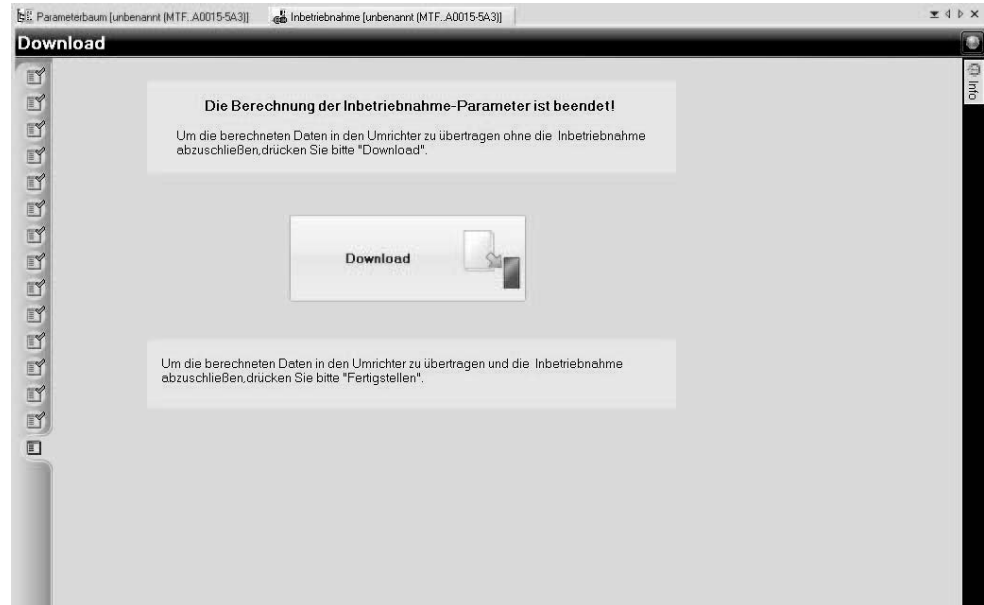 Parameterbaum [unbenannt (MTF..A0015-5A3)]
Inbetriebnahme [unbenannt (MTF..A0015-5A3)]
Download
Info
Die Berechnung der Inbetriebnahme-Parameter ist beendet!
Um die berechneten Daten in den Umrichter zu übertragen ohne die Inbetriebnahme
abzuschließen,drücken Sie bitte "Download".
Download
Um die berechneten Daten in den Umrichter zu übertragen und die Inbetriebnahme
abzuschließen,drücken Sie bitte "Fertigstellen".